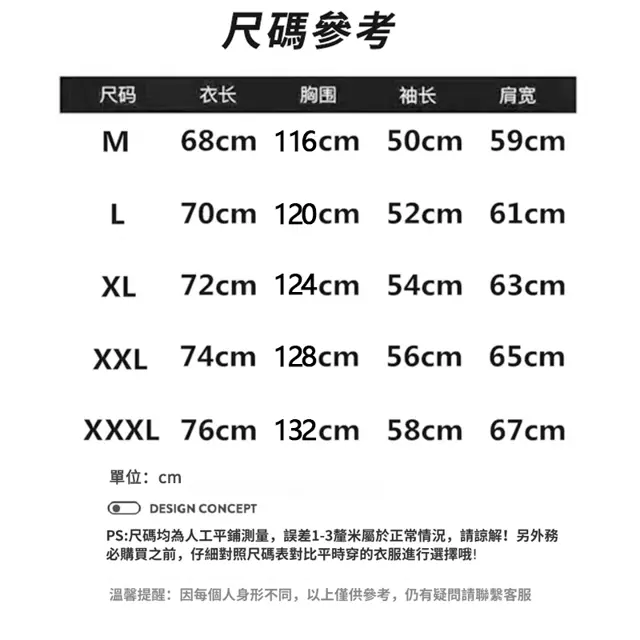 尺碼參考
尺码 衣长 胸围 袖长 肩宽
M 68cm 116cm 50cm 59cm
L 70cm 120cm 52cm 61cm
XL 72cm 124cm 54cm 63cm
XXL 74cm 128cm 56cm 65cm
XXXL 76cm 132cm 58cm 67cm
單位：cm
DESIGN CONCEPT
PS:尺碼均為人工平鋪測量，誤差1-3釐米屬於正常情況，請諒解！另外務
必購買之前，仔細對照尺碼表對比平時穿的衣服進行選擇哦!
溫馨提醒：因每個人身形不同，以上僅供參考，仍有疑問請聯繫客服